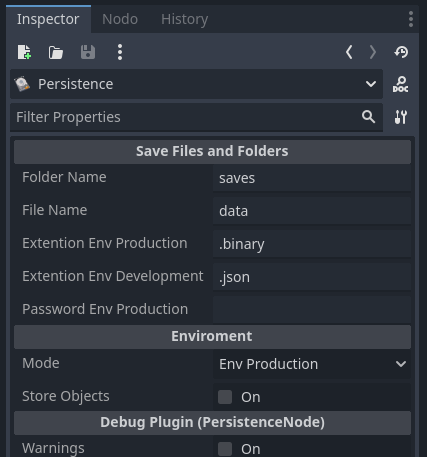 Inspector Node History
Persistence DOC
Filter Properties
Save Files and Folders
Folder Name saves
File Name data
Extention Env Production .binary
Extention Env Development .json
Password Env Production
Enviroment
Mode Env Production
Store Objects On
Debug Plugin (PersistenceNode)
Warnings On